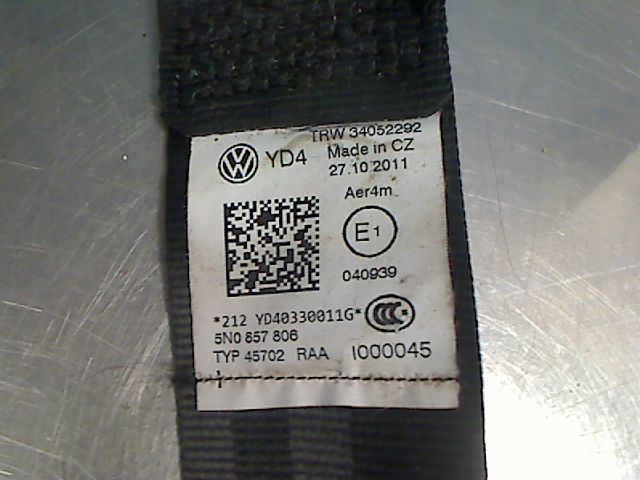 TRW 34052292
YD4
Made in CZ
27.10.2011
Aer4m
E1
040939
*212 YD40330011G*
CCC
5N0 857 806
TYP 45702 RAA I000045